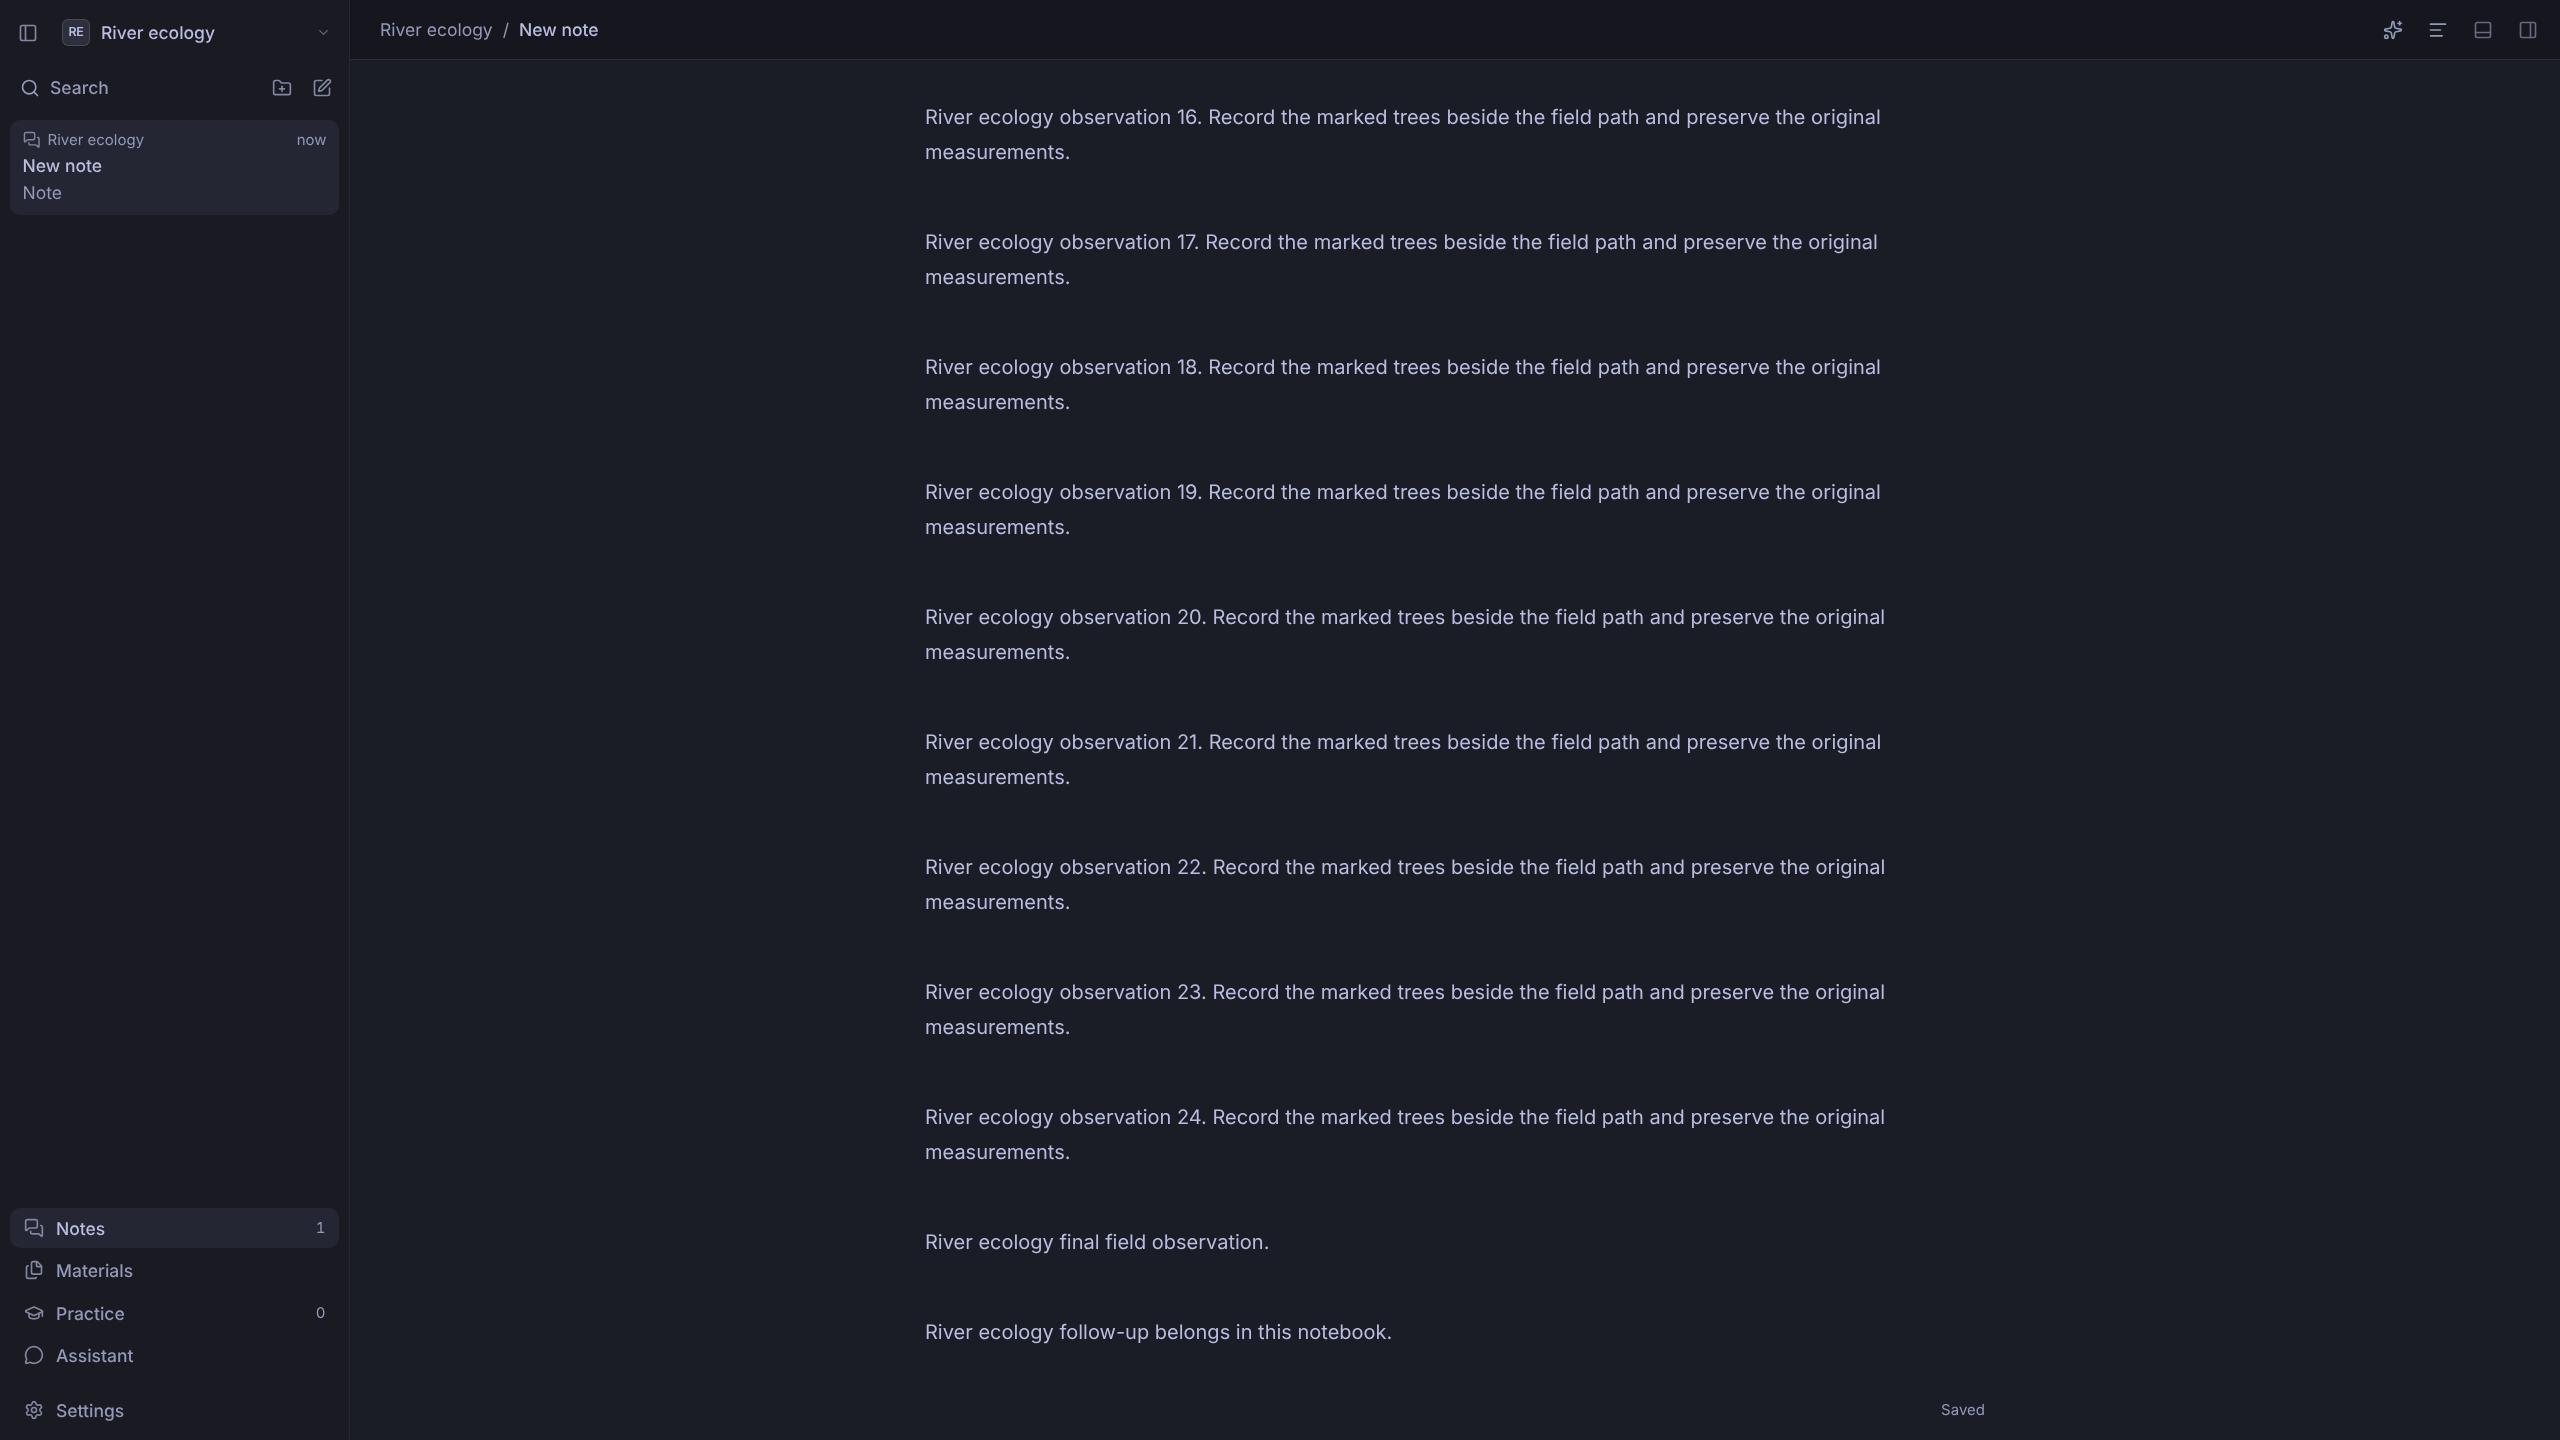 RE River ecology
Search
River ecology now
New note
Note
Notes 1
Materials
Practice 0
Assistant
Settings
River ecology / New note
River ecology observation 16. Record the marked trees beside the field path and preserve the original
measurements.
River ecology observation 17. Record the marked trees beside the field path and preserve the original
measurements.
River ecology observation 18. Record the marked trees beside the field path and preserve the original
measurements.
River ecology observation 19. Record the marked trees beside the field path and preserve the original
measurements.
River ecology observation 20. Record the marked trees beside the field path and preserve the original
measurements.
River ecology observation 21. Record the marked trees beside the field path and preserve the original
measurements.
River ecology observation 22. Record the marked trees beside the field path and preserve the original
measurements.
River ecology observation 23. Record the marked trees beside the field path and preserve the original
measurements.
River ecology observation 24. Record the marked trees beside the field path and preserve the original
measurements.
River ecology final field observation.
River ecology follow-up belongs in this notebook.
Saved